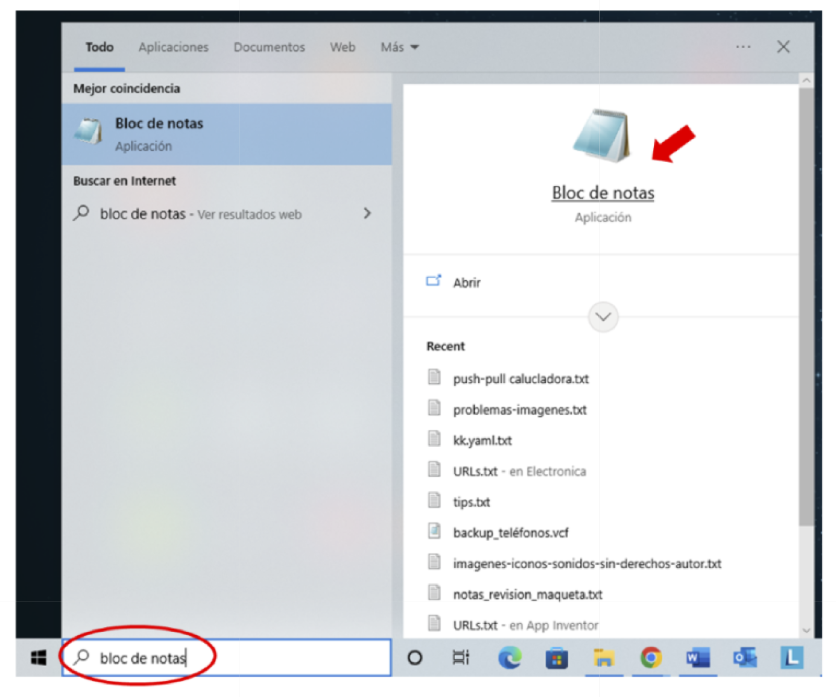 Todo Aplicaciones Documentos Web Más
Mejor coincidencia
Bloc de notas
Aplicación
Buscar en Internet
bloc de notas - Ver resultados web
Bloc de notas
Aplicación
Abrir
Recent
push-pull calucladora.txt
problemas-imagenes.txt
kk.yaml.txt
URLs.txt - en Electronica
tips.txt
backup_teléfonos.vcf
imagenes-iconos-sonidos-sin-derechos-autor.txt
notas_revision_maqueta.txt
URLs.txt - en App Inventor
bloc de notas
W
L